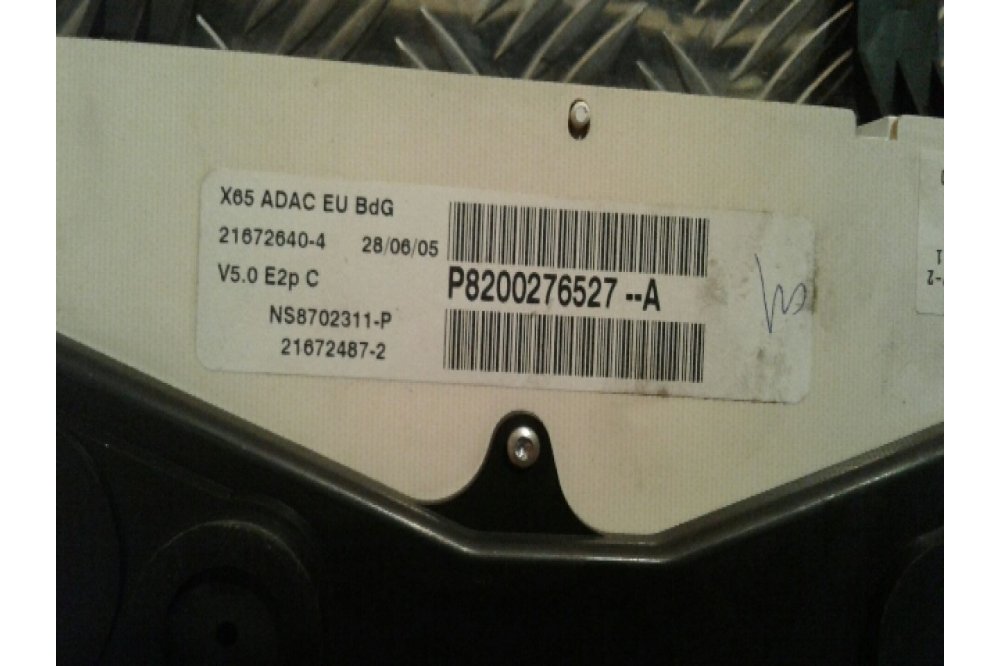 X65 ADAC EU BdG
21672640-4 28/06/05
V5.0 E2p C
P8200276527--A
NS8702311-P
21672487-2